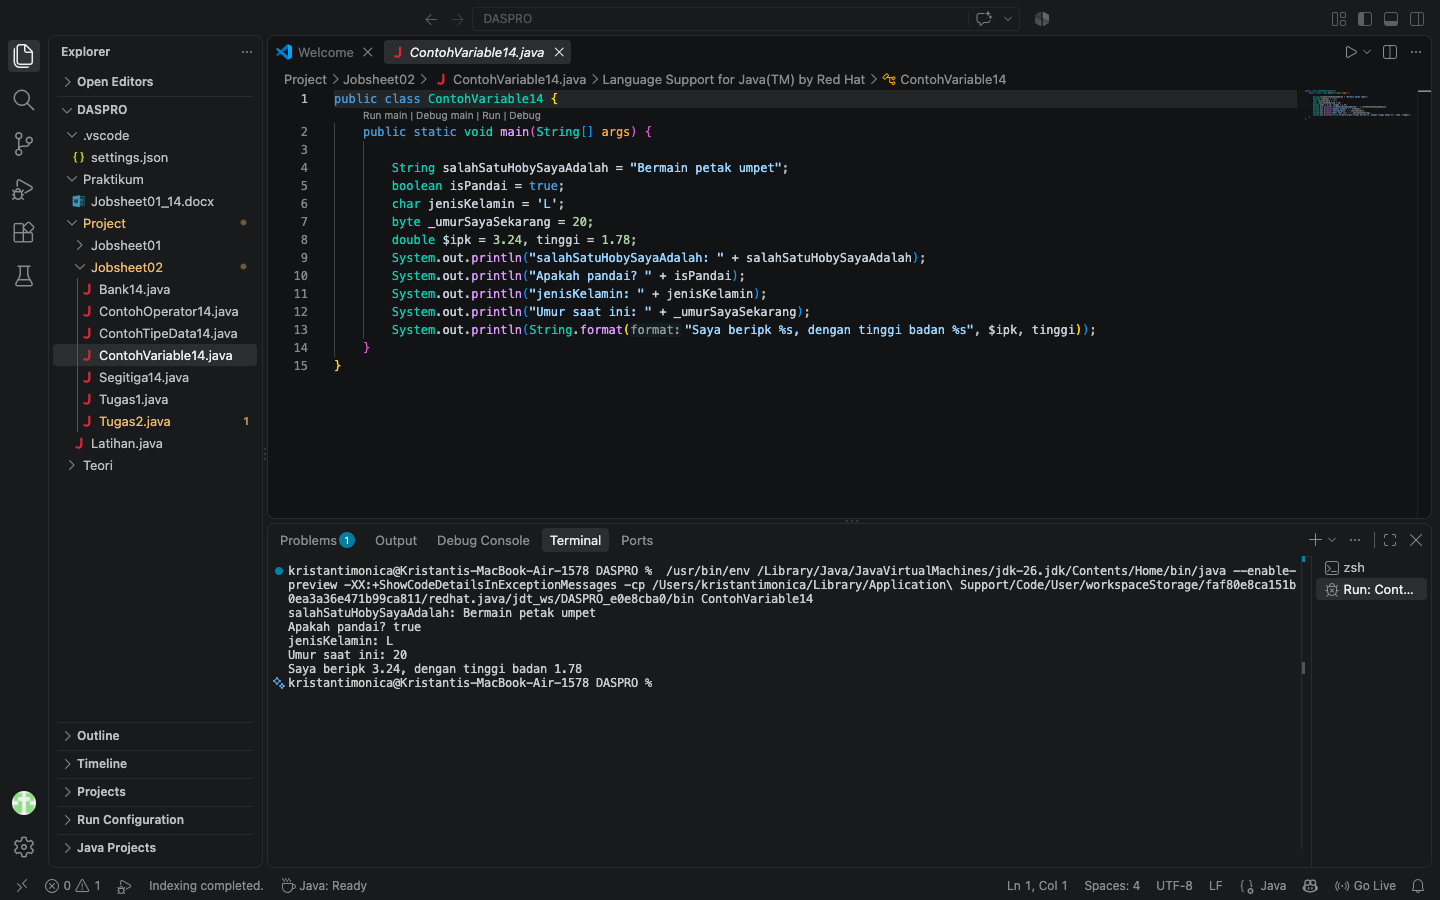 DASPRO
Explorer
Open Editors
DASPRO
.vscode
{} settings.json
Praktikum
Jobsheet01_14.docx
Project
Jobsheet01
Jobsheet02
J Bank14.java
J ContohOperator14.java
J ContohTipeData14.java
J ContohVariable14.java
J Segitiga14.java
J Tugas1.java
J Tugas2.java 1
J Latihan.java
Teori
Outline
Timeline
Projects
Run Configuration
Java Projects
Welcome
J ContohVariable14.java
Project > Jobsheet02 > J ContohVariable14.java > Language Support for Java(TM) by Red Hat > ContohVariable14
1 public class ContohVariable14 {
Run main | Debug main | Run | Debug
2 public static void main(String[] args) {
3
4 String salahSatuHobySayaAdalah = "Bermain petak umpet";
5 boolean isPandai = true;
6 char jenisKelamin = 'L';
7 byte _umurSayaSekarang = 20;
8 double $ipk = 3.24, tinggi = 1.78;
9 System.out.println("salahSatuHobySayaAdalah: " + salahSatuHobySayaAdalah);
10 System.out.println("Apakah pandai? " + isPandai);
11 System.out.println("jenisKelamin: " + jenisKelamin);
12 System.out.println("Umur saat ini: " + _umurSayaSekarang);
13 System.out.println(String.format(format: "Saya beripk %s, dengan tinggi badan %s", $ipk, tinggi));
14 }
15 }
Problems 1 Output Debug Console Terminal Ports
kristantimonica@Kristantis-MacBook-Air-1578 DASPRO % /usr/bin/env /Library/Java/JavaVirtualMachines/jdk-26.jdk/Contents/Home/bin/java --enable-
preview -XX:+ShowCodeDetailsInExceptionMessages -cp /Users/kristantimonica/Library/Application\ Support/Code/User/workspaceStorage/faf80e8ca151b
0ea3a36e471b99ca811/redhat.java/jdt_ws/DASPRO_e0e8cba0/bin ContohVariable14
salahSatuHobySayaAdalah: Bermain petak umpet
Apakah pandai? true
jenisKelamin: L
Umur saat ini: 20
Saya beripk 3.24, dengan tinggi badan 1.78
kristantimonica@Kristantis-MacBook-Air-1578 DASPRO %
zsh
Run: Cont...
0 1 Indexing completed. Java: Ready Ln 1, Col 1 Spaces: 4 UTF-8 LF {} Java Go Live